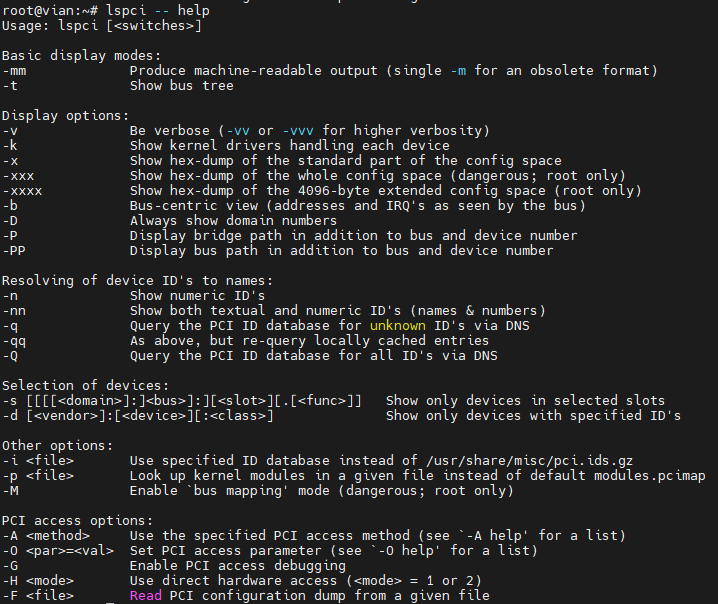 root@vian:~# lspci -- help
Usage: lspci [<switches>]
Basic display modes:
-mm Produce machine-readable output (single -m for an obsolete format)
-t Show bus tree
Display options:
-v Be verbose (-vv or -vvv for higher verbosity)
-k Show kernel drivers handling each device
-x Show hex-dump of the standard part of the config space
-xxx Show hex-dump of the whole config space (dangerous; root only)
-xxxx Show hex-dump of the 4096-byte extended config space (root only)
-b Bus-centric view (addresses and IRQ's as seen by the bus)
-D Always show domain numbers
-P Display bridge path in addition to bus and device number
-PP Display bus path in addition to bus and device number
Resolving of device ID's to names:
-n Show numeric ID's
-nn Show both textual and numeric ID's (names & numbers)
-q Query the PCI ID database for unknown ID's via DNS
-qq As above, but re-query locally cached entries
-Q Query the PCI ID database for all ID's via DNS
Selection of devices:
-s [[[[<domain>]:]<bus>]:][<slot>][.[<func>]] Show only devices in selected slots
-d [<vendor>]:[<device>][:<class>] Show only devices with specified ID's
Other options:
-i <file> Use specified ID database instead of /usr/share/misc/pci.ids.gz
-p <file> Look up kernel modules in a given file instead of default modules.pcimap
-M Enable `bus mapping' mode (dangerous; root only)
PCI access options:
-A <method> Use the specified PCI access method (see `-A help' for a list)
-O <par>=<val> Set PCI access parameter (see `-O help' for a list)
-G Enable PCI access debugging
-H <mode> Use direct hardware access (<mode> = 1 or 2)
-F <file> Read PCI configuration dump from a given file